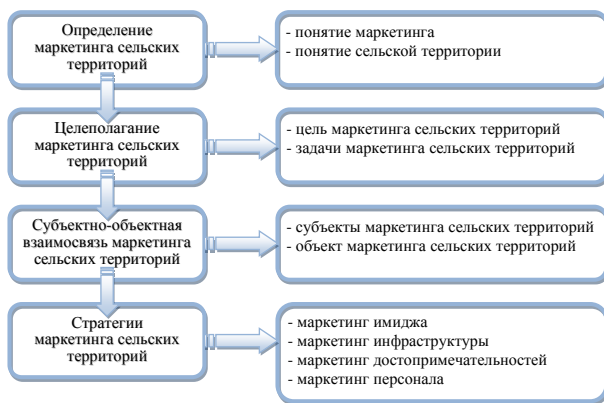 Определение
маркетинга сельских
территорий
- понятие маркетинга
- понятие сельской территории
Целеполагание
маркетинга сельских
территорий
- цель маркетинга сельских территорий
- задачи маркетинга сельских территорий
Субъектно-объектная
взаимосвязь маркетинга
сельских территорий
- субъекты маркетинга сельских территорий
- объект маркетинга сельских территорий
Стратегии
маркетинга сельских
территорий
- маркетинг имиджа
- маркетинг инфраструктуры
- маркетинг достопримечательностей
- маркетинг персонала